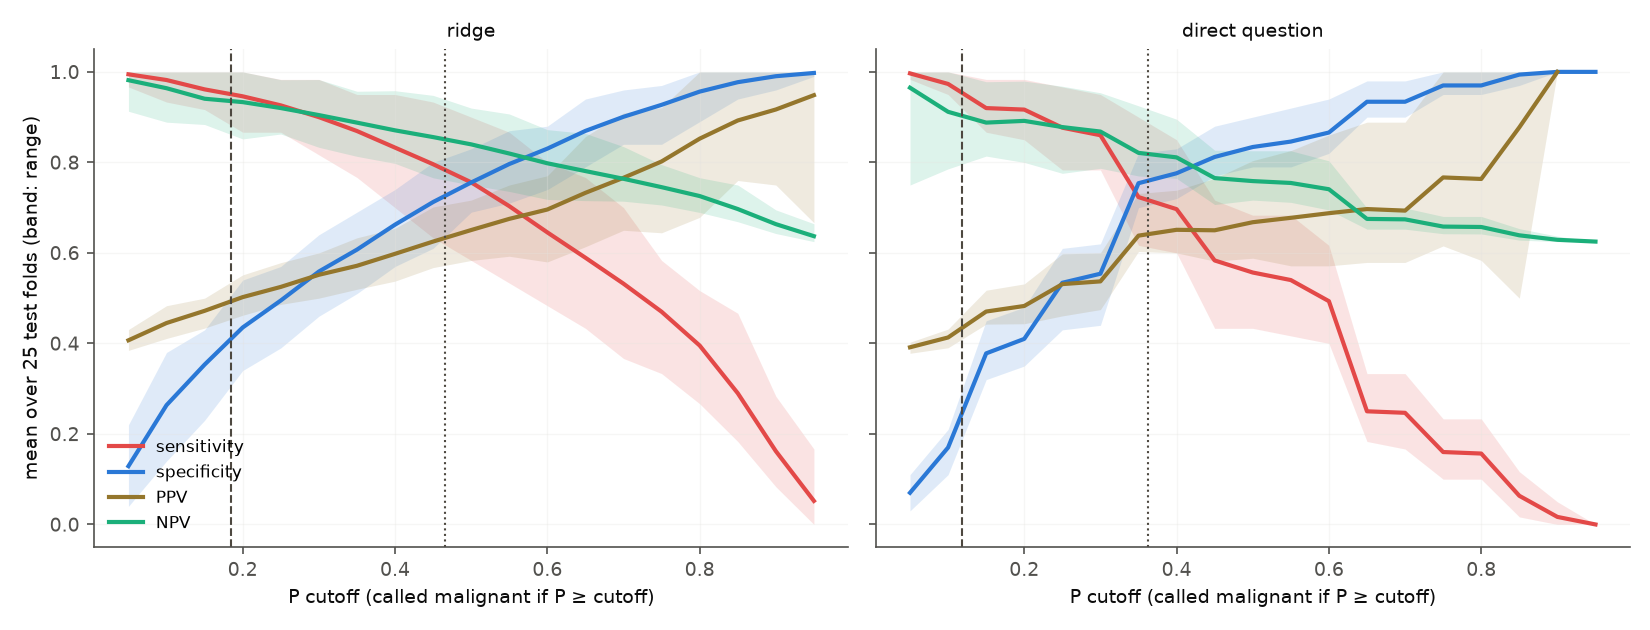 ridge
direct question
mean over 25 test folds (band: range)
1.0
0.8
0.6
0.4
0.2
0.0
sensitivity
specificity
PPV
NPV
0.2 0.4 0.6 0.8
0.2 0.4 0.6 0.8
P cutoff (called malignant if P ≥ cutoff)
P cutoff (called malignant if P ≥ cutoff)